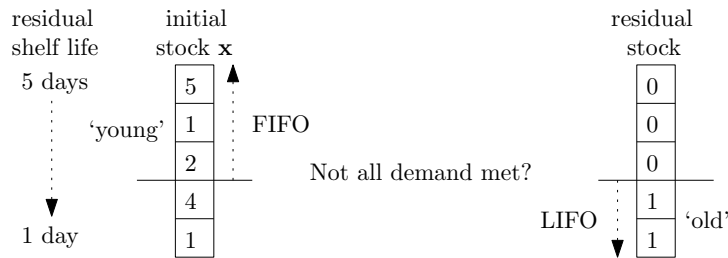 residual
shelf life
5 days
1 day
initial
stock x
‘young’
5
1
2
4
1
FIFO
Not all demand met?
LIFO
residual
stock
0
0
0
1
1
‘old’